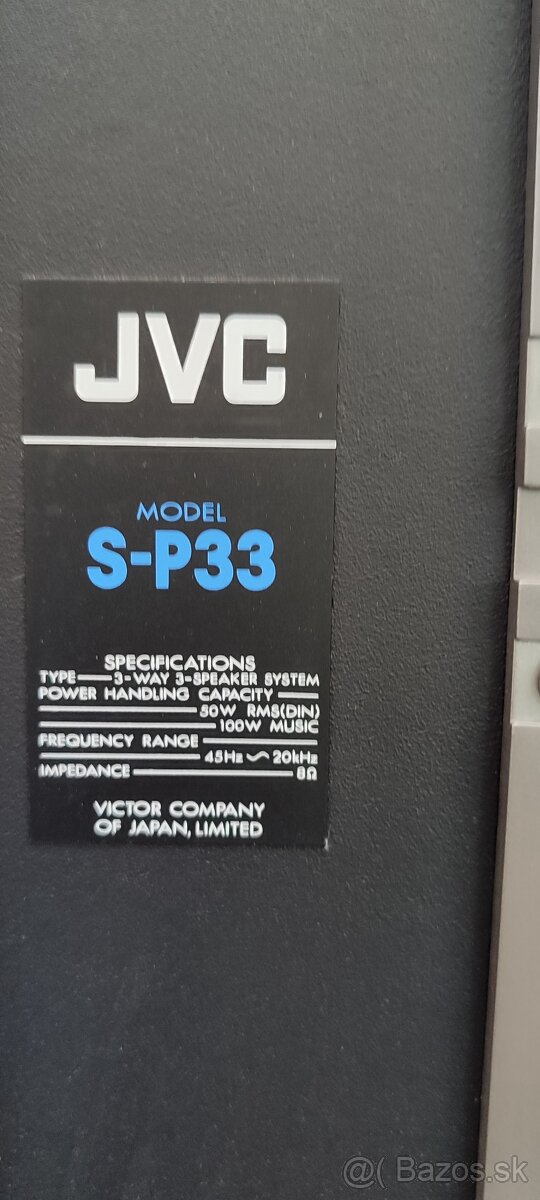 JVC
MODEL
S-P33
SPECIFICATIONS
TYPE 3-WAY 3-SPEAKER SYSTEM
POWER HANDLING CAPACITY
50W RMS(DIN)
100W MUSIC
FREQUENCY RANGE
45Hz ~ 20kHz
IMPEDANCE 8Ω
VICTOR COMPANY
OF JAPAN, LIMITED
@( Bazos.sk